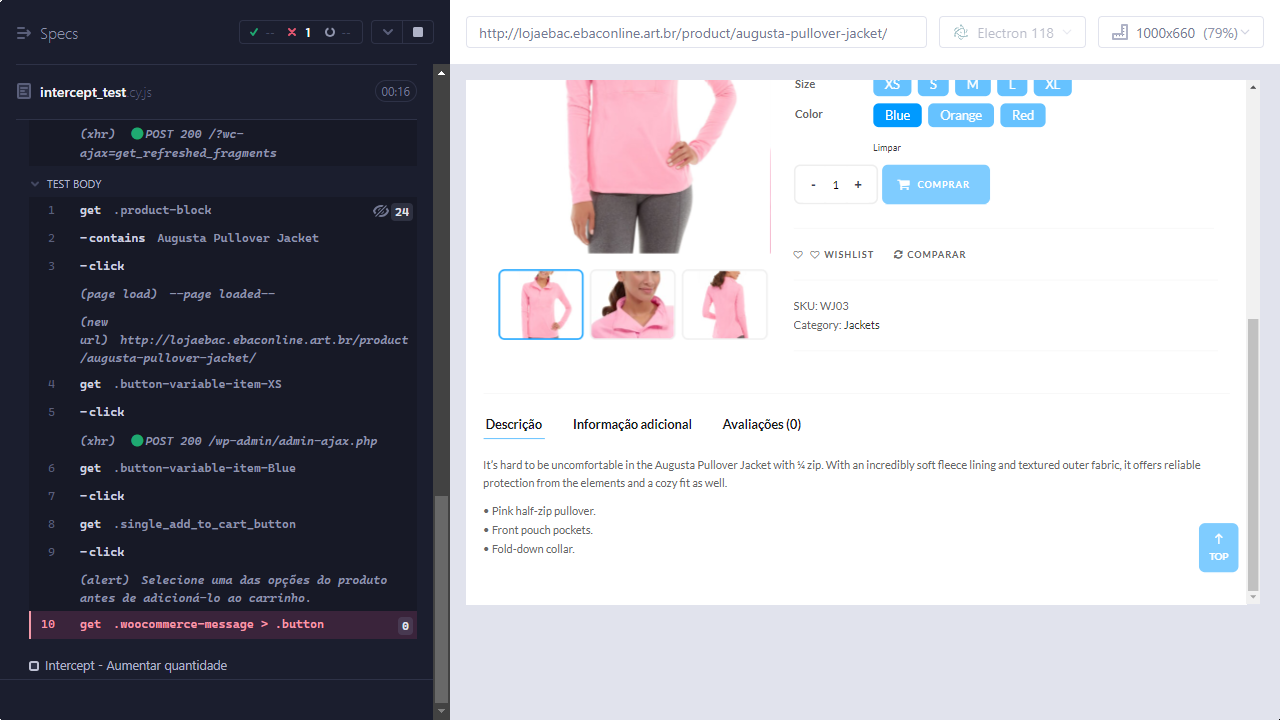 Specs
-- 1 --
intercept_test.cy.js 00:16
(xhr) POST 200 /?wc-
ajax=get_refreshed_fragments
TEST BODY
1 get .product-block 24
2 -contains Augusta Pullover Jacket
3 -click
(page load) --page loaded--
(new
url) http://lojaebac.ebaconline.art.br/product
/augusta-pullover-jacket/
4 get .button-variable-item-XS
5 -click
(xhr) POST 200 /wp-admin/admin-ajax.php
6 get .button-variable-item-Blue
7 -click
8 get .single_add_to_cart_button
9 -click
(alert) Selecione uma das opções do produto
antes de adicioná-lo ao carrinho.
10 get .woocommerce-message > .button 0
Intercept - Aumentar quantidade
http://lojaebac.ebaconline.art.br/product/augusta-pullover-jacket/
Electron 118
1000x660 (79%)
Size XS S M L XL
Color Blue Orange Red
Limpar
- 1 + COMPRAR
WISHLIST COMPARAR
SKU: WJ03
Category: Jackets
Descrição Informação adicional Avaliações (0)
It's hard to be uncomfortable in the Augusta Pullover Jacket with ¼ zip. With an incredibly soft fleece lining and textured outer fabric, it offers reliable
protection from the elements and a cozy fit as well.
• Pink half-zip pullover.
• Front pouch pockets.
• Fold-down collar.
TOP